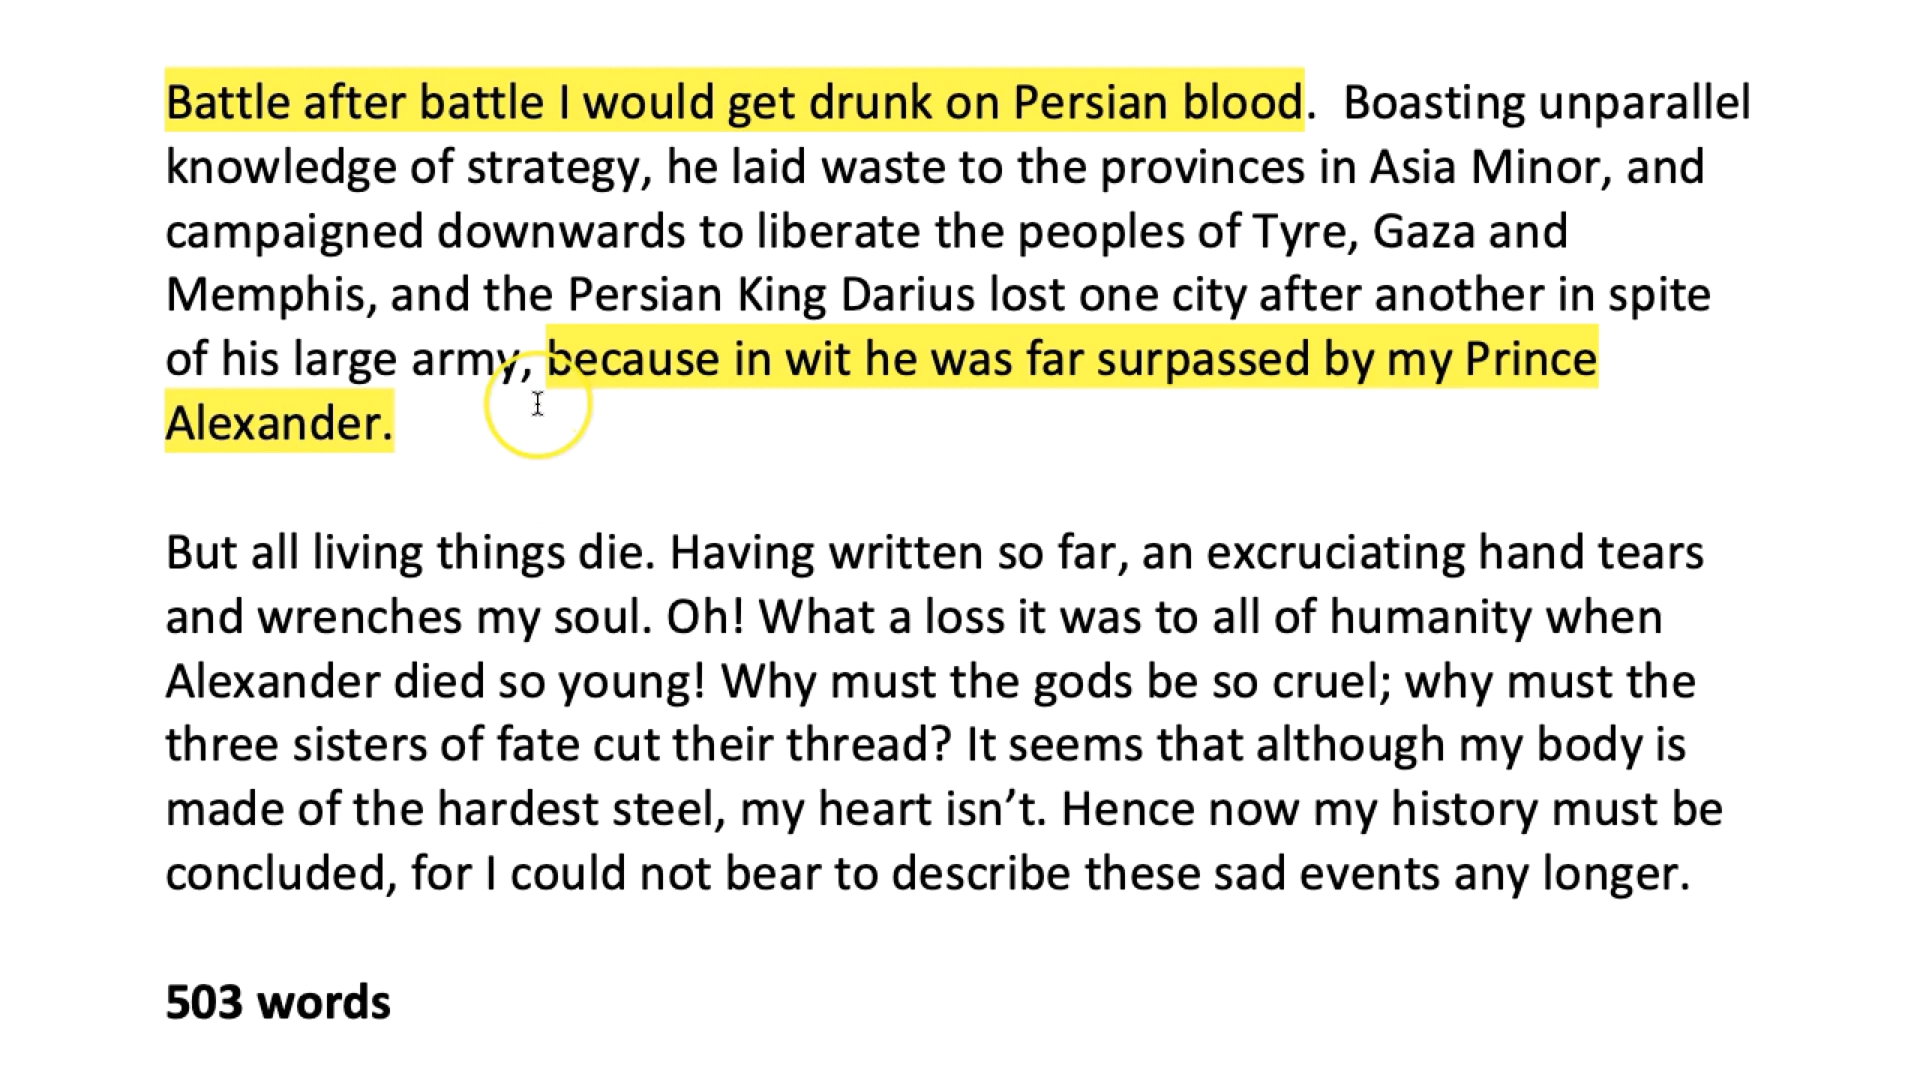 Battle after battle I would get drunk on Persian blood.  Boasting unparallel
knowledge of strategy, he laid waste to the provinces in Asia Minor, and
campaigned downwards to liberate the peoples of Tyre, Gaza and
Memphis, and the Persian King Darius lost one city after another in spite
of his large army, because in wit he was far surpassed by my Prince
Alexander.
But all living things die. Having written so far, an excruciating hand tears
and wrenches my soul. Oh! What a loss it was to all of humanity when
Alexander died so young! Why must the gods be so cruel; why must the
three sisters of fate cut their thread? It seems that although my body is
made of the hardest steel, my heart isn’t. Hence now my history must be
concluded, for I could not bear to describe these sad events any longer.
503 words